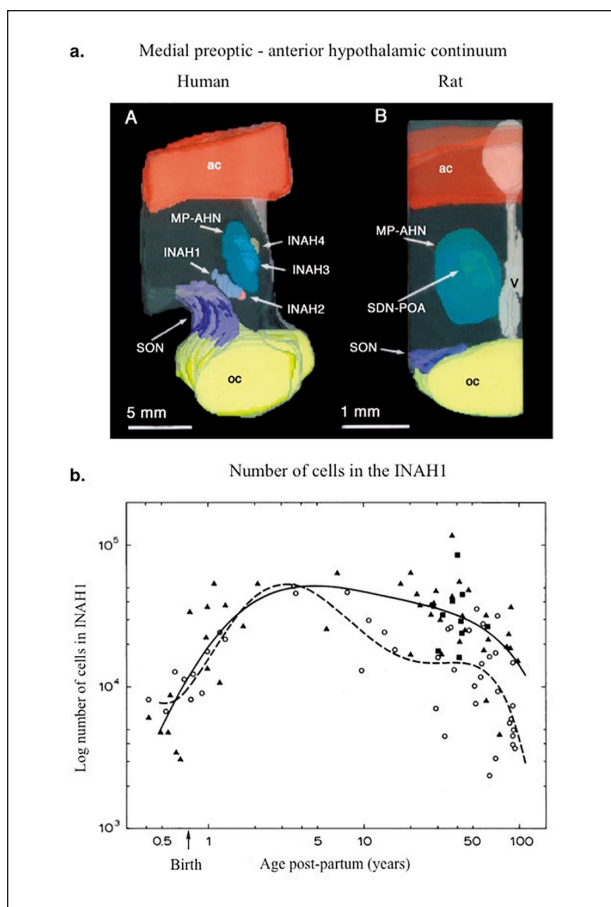 a. Medial preoptic - anterior hypothalamic continuum
Human Rat
A B
ac ac
MP-AHN MP-AHN
INAH1 INAH4
INAH3
INAH2
SDN-POA
V
SON SON
oc oc
5 mm 1 mm
b. Number of cells in the INAH1
Log number of cells in INAH1
10⁵
10⁴
10³
0.5 1 5 10 50 100
Birth Age post-partum (years)